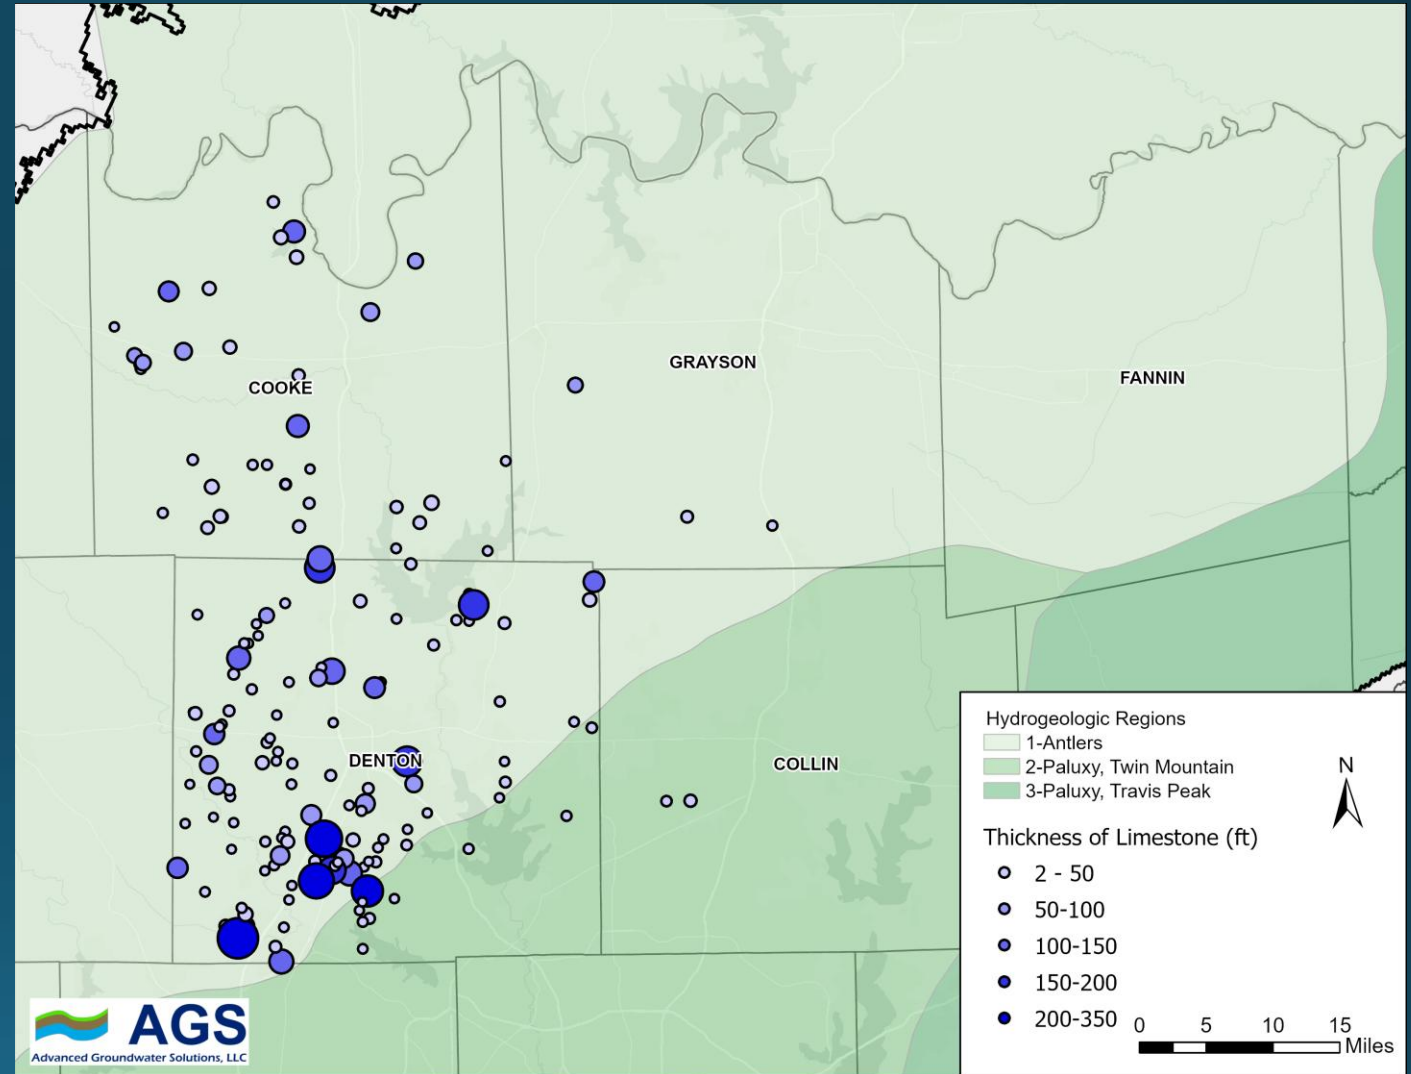 GRAYSON
FANNIN
COOKE
DENTON
COLLIN
Hydrogeologic Regions
1-Antlers
2-Paluxy, Twin Mountain
3-Paluxy, Travis Peak
N
Thickness of Limestone (ft)
2 - 50
50-100
100-150
150-200
200-350
0 5 10 15
Miles
AGS
Advanced Groundwater Solutions, LLC